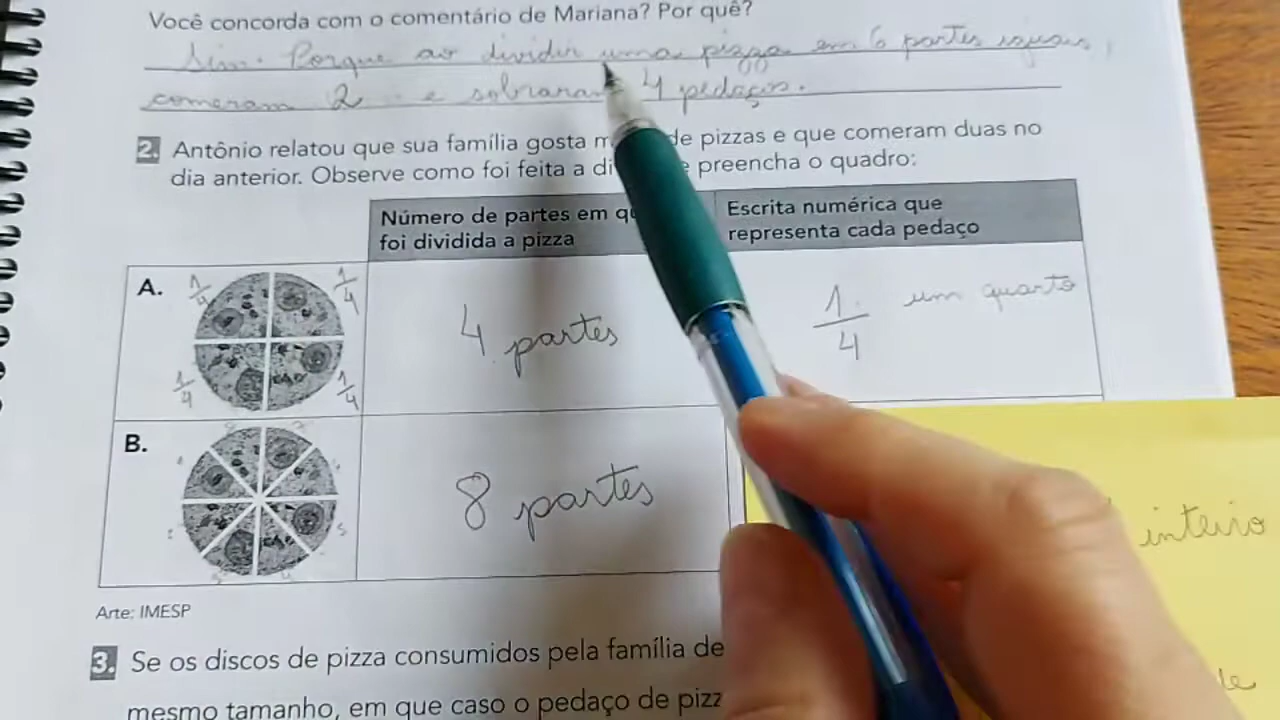 Você concorda com o comentário de Mariana? Por quê?
Sim. Porque ao dividir uma pizza em 6 partes iguais,
comeram 2 e sobraram 4 pedaços.
2. Antônio relatou que sua família gosta de pizzas e que comeram duas no
dia anterior. Observe como foi feita a preencha o quadro:
Número de partes em
foi dividida a pizza
Escrita numérica que
representa cada pedaço
A.
1/4
1/4
1/4
1/4
4 partes
1/4 um quarto
B.
8 partes
inteiro
Arte: IMESP
3. Se os discos de pizza consumidos pela família de
mesmo tamanho, em que caso o pedaço de